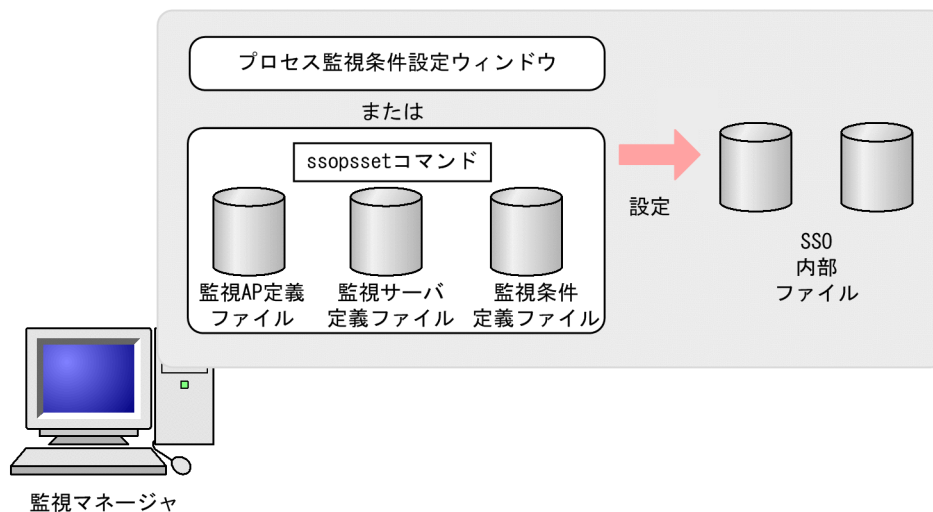 プロセス監視条件設定ウィンドウ
または
ssopssetコマンド
監視AP定義
ファイル
監視サーバ
定義ファイル
監視条件
定義ファイル
設定
SSO
内部
ファイル
監視マネージャ